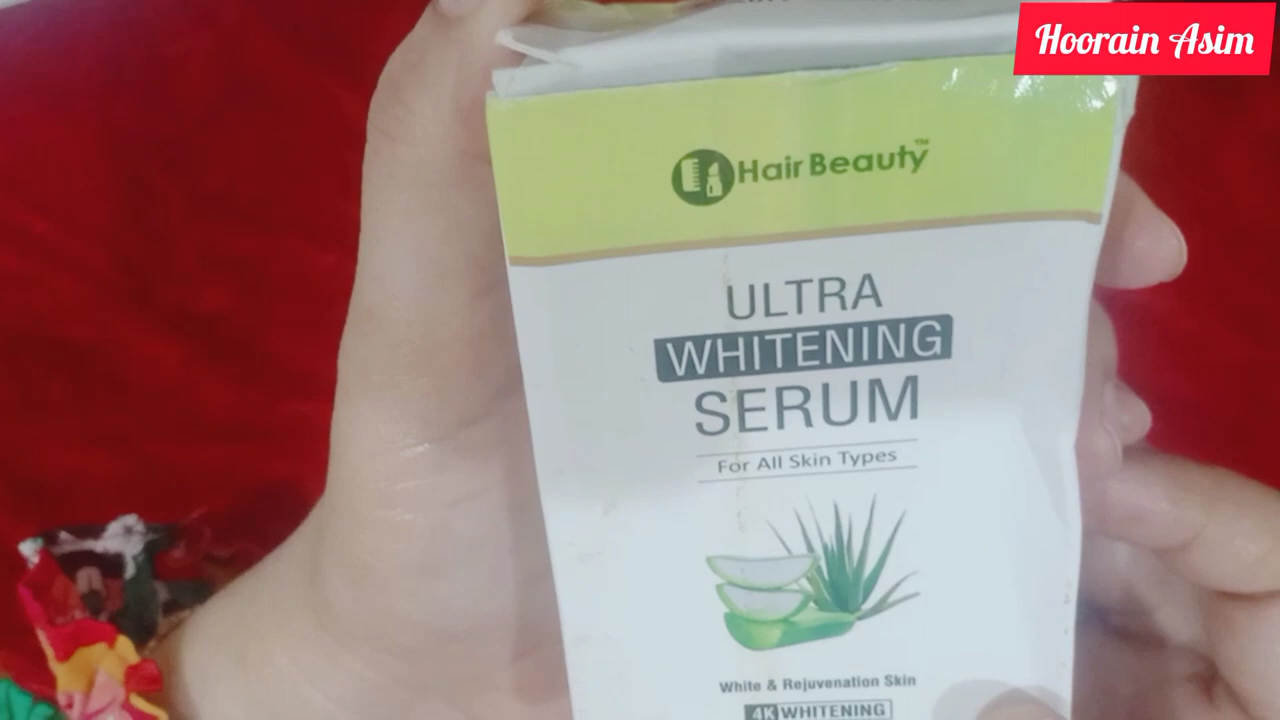 Hoorain Asim
Hair Beauty™
ULTRA
WHITENING
SERUM
For All Skin Types
White & Rejuvenation Skin
4K WHITENING